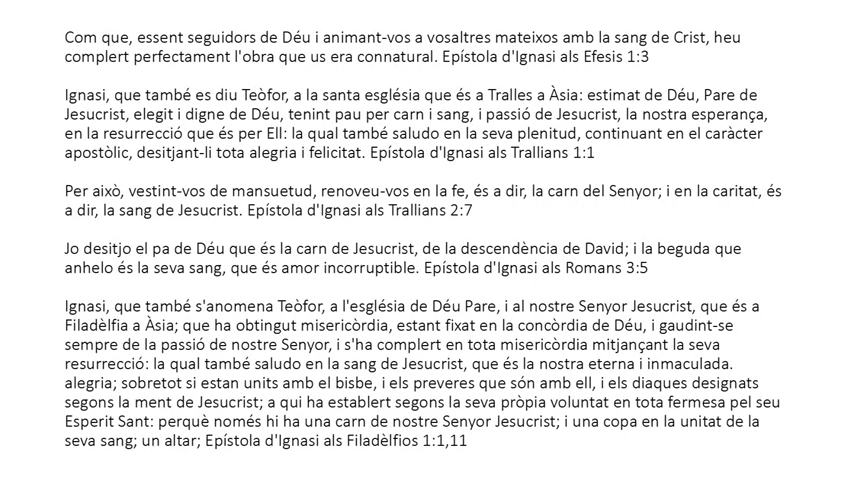 Com que, essent seguidors de Déu i animant-vos a vosaltres mateixos amb la sang de Crist, heu
complert perfectament l'obra que us era connatural. Epístola d'Ignasi als Efesis 1:3
Ignasi, que també es diu Teòfor, a la santa església que és a Tralles a Àsia: estimat de Déu, Pare de
Jesucrist, elegit i digne de Déu, tenint pau per carn i sang, i passió de Jesucrist, la nostra esperança,
en la resurrecció que és per Ell: la qual també saludo en la seva plenitud, continuant en el caràcter
apostòlic, desitjant-li tota alegria i felicitat. Epístola d'Ignasi als Trallians 1:1
Per això, vestint-vos de mansuetud, renoveu-vos en la fe, és a dir, la carn del Senyor; i en la caritat, és
a dir, la sang de Jesucrist. Epístola d'Ignasi als Trallians 2:7
Jo desitjo el pa de Déu que és la carn de Jesucrist, de la descendència de David; i la beguda que
anhelo és la seva sang, que és amor incorruptible. Epístola d'Ignasi als Romans 3:5
Ignasi, que també s'anomena Teòfor, a l'església de Déu Pare, i al nostre Senyor Jesucrist, que és a
Filadèlfia a Àsia; que ha obtingut misericòrdia, estant fixat en la concòrdia de Déu, i gaudint-se
sempre de la passió de nostre Senyor, i s'ha complert en tota misericòrdia mitjançant la seva
resurrecció: la qual també saludo en la sang de Jesucrist, que és la nostra eterna i inmaculada.
alegria; sobretot si estan units amb el bisbe, i els preveres que són amb ell, i els diaques designats
segons la ment de Jesucrist; a qui ha establert segons la seva pròpia voluntat en tota fermesa pel seu
Esperit Sant: perquè només hi ha una carn de nostre Senyor Jesucrist; i una copa en la unitat de la
seva sang; un altar; Epístola d'Ignasi als Filadèlfios 1:1,11